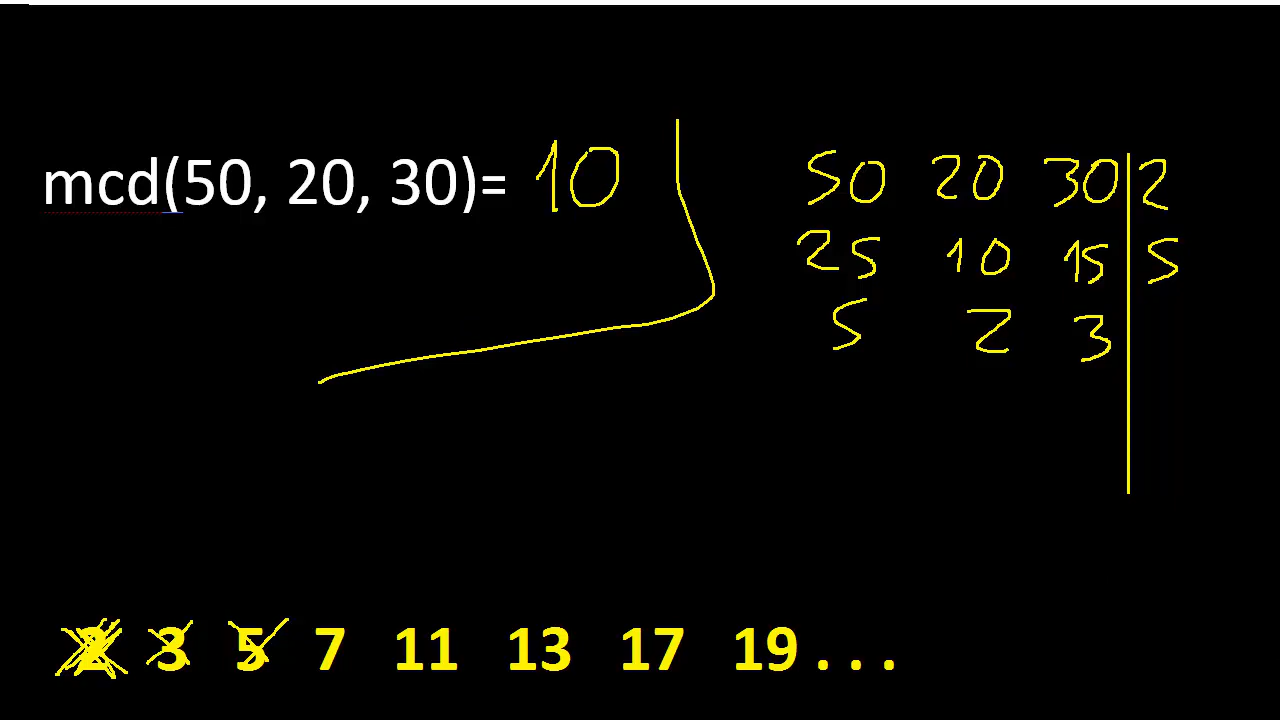 mcd(50, 20, 30)= 10
50 20 30 2
25 10 15 5
5 2 3
2 3 5 7 11 13 17 19 . . .